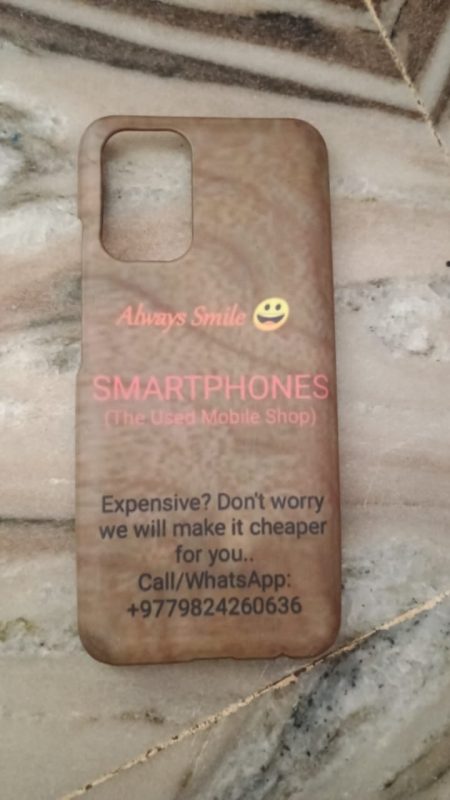 Always Smile 😀
SMARTPHONES
(The Used Mobile Shop)
Expensive? Don't worry
we will make it cheaper
for you..
Call/WhatsApp:
+9779824260636